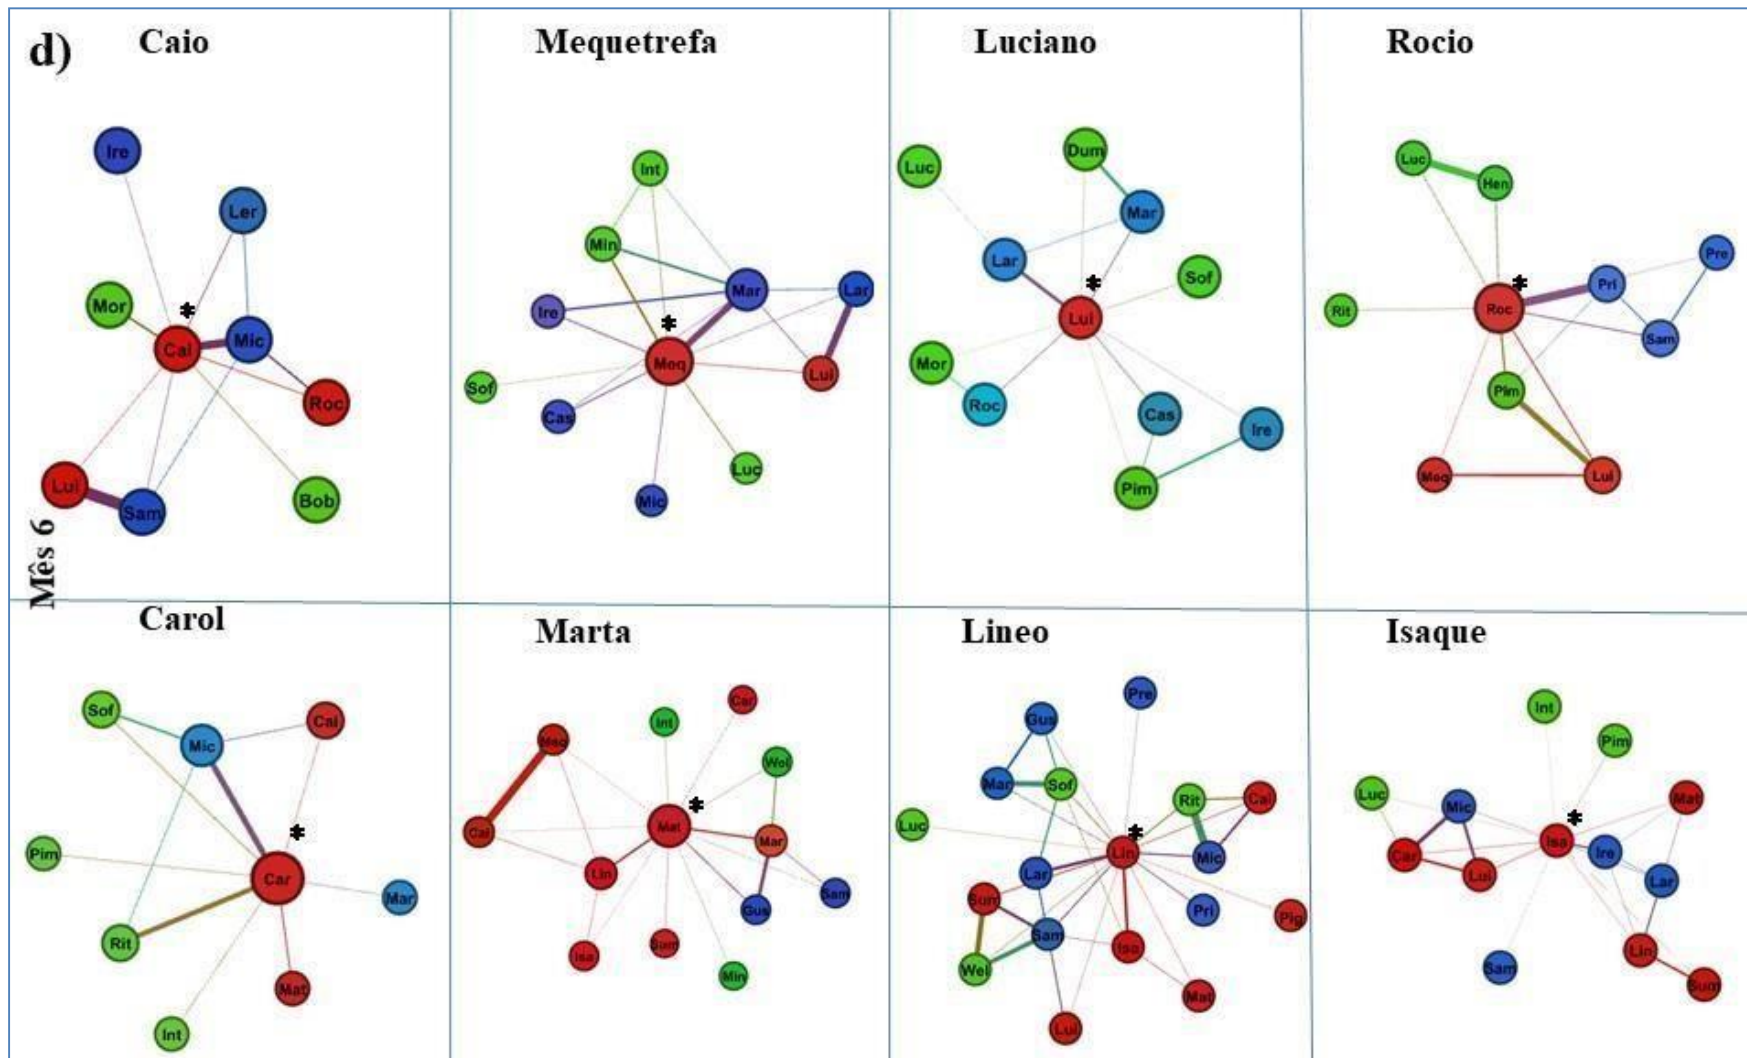 d)
Caio
Mequetrefa
Luciano
Rocio
Mês 6
Ire
Ler
Mor
*
Cai
Mic
Roc
Lui
Sam
Bob
Int
Min
Mar
Lar
Ire
*
Meq
Lui
Sof
Cas
Luc
Mic
Luc
Dum
Mar
Lar
Sof
*
Lui
Mor
Roc
Cas
Ire
Pim
Luc
Hen
Pre
Pri
*
Rit
Roc
Sam
Pim
Meq
Lui
Carol
Marta
Lineo
Isaque
Sof
Cai
Mic
*
Pim
Car
Mar
Rit
Mat
Int
Car
Int
Meq
Wel
*
Mat
Cai
Mar
Lin
Sam
Gus
Sum
Isa
Min
Pre
Gus
Mar
Sof
Rit
Cai
Luc
*
Lin
Mic
Lar
Sum
Pri
Pig
Sam
Isa
Wel
Mat
Lui
Int
Pim
Luc
Mic
Mat
*
Isa
Car
Ire
Lui
Lar
Lin
Sam
Sum